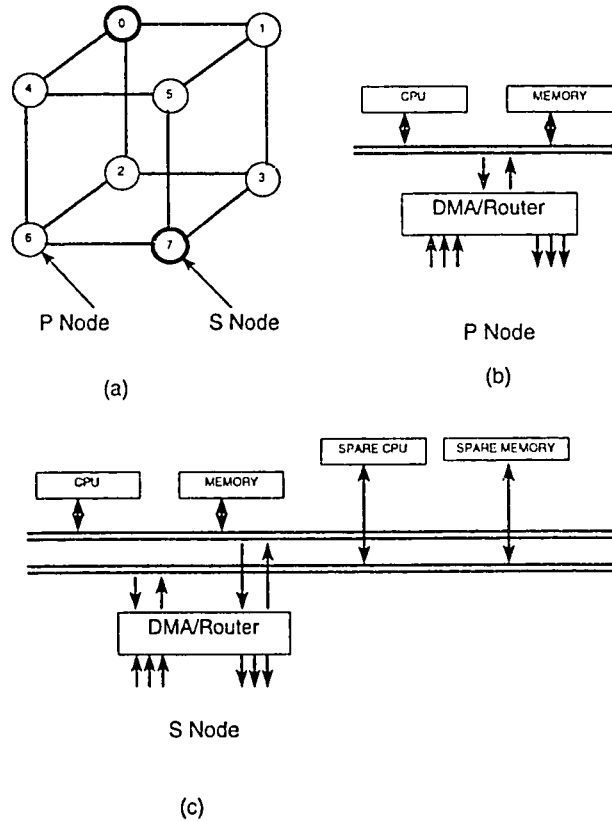 0
1
4
5
2
3
6
7
P Node
S Node
(a)
CPU
MEMORY
DMA/Router
P Node
(b)
SPARE CPU
SPARE MEMORY
CPU
MEMORY
DMA/Router
S Node
(c)